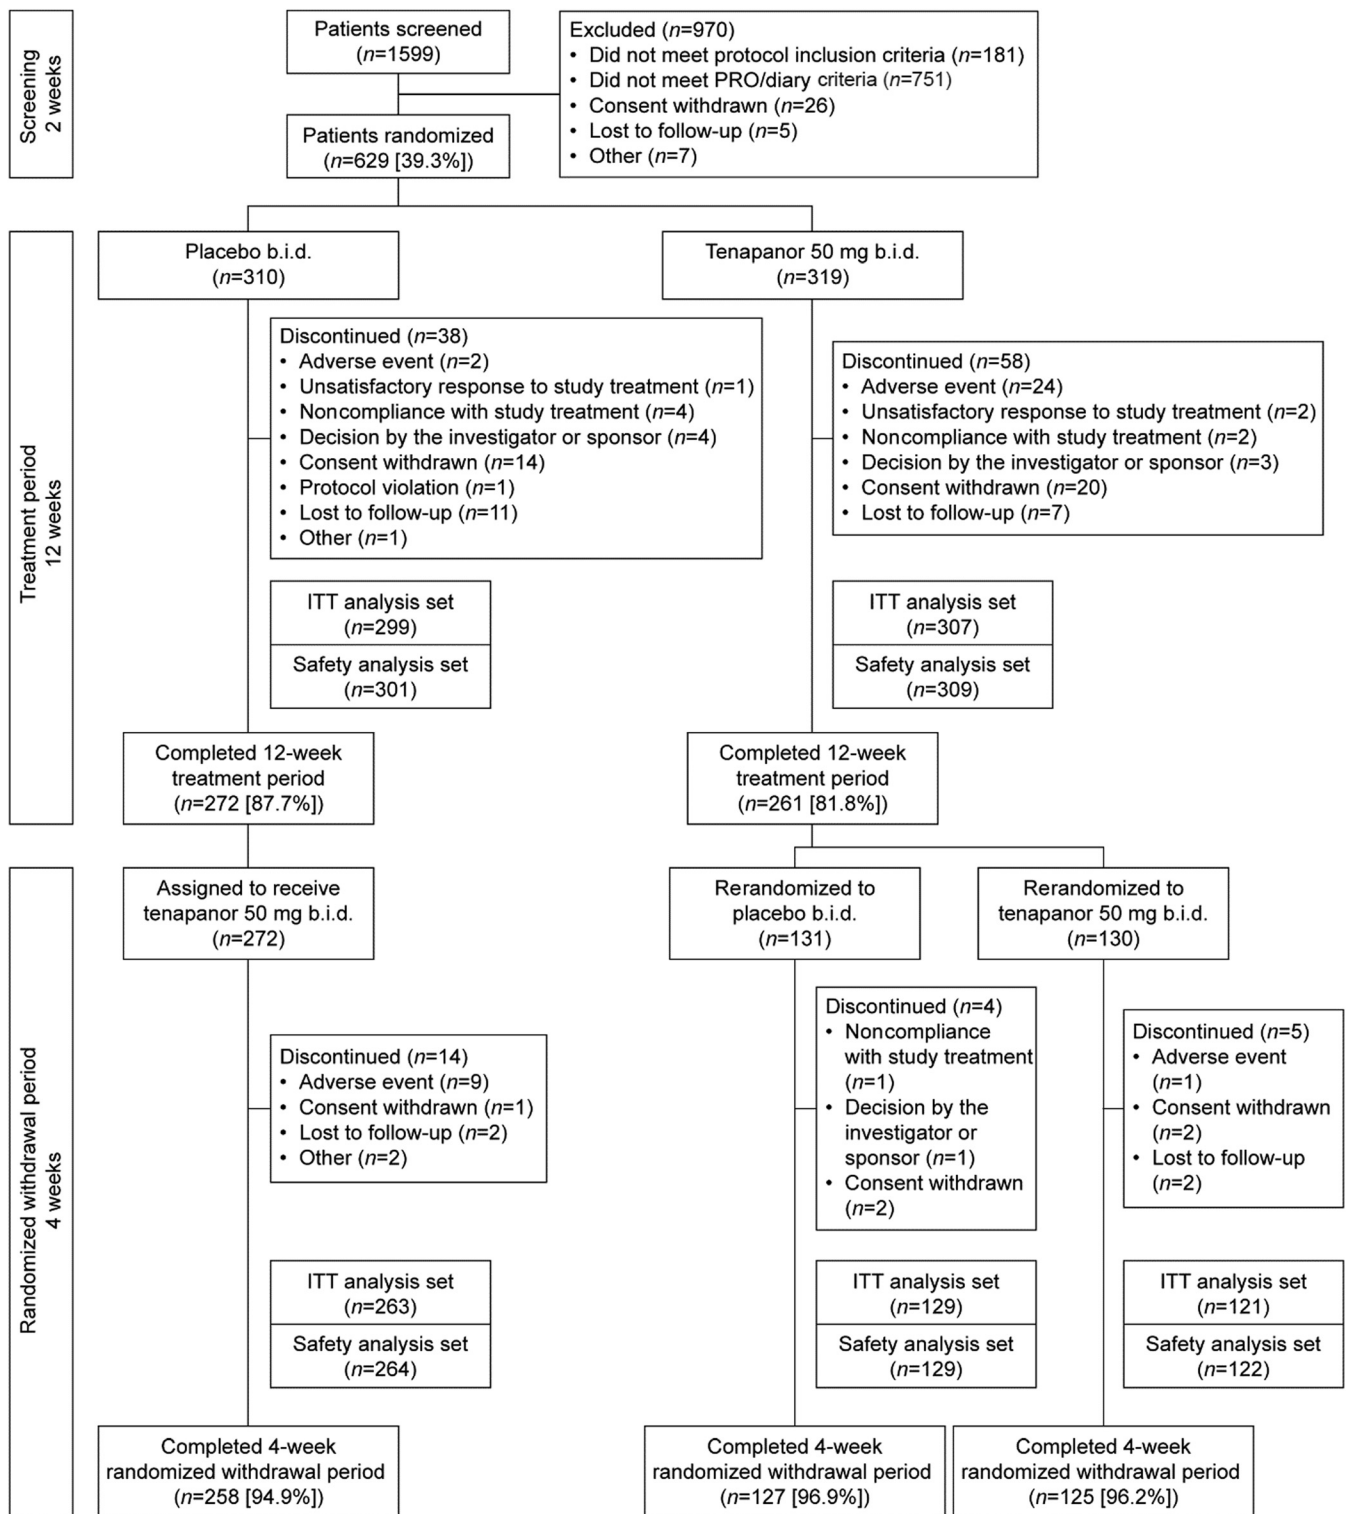 Screening
2 weeks
Patients screened
(n=1599)
Excluded (n=970)
• Did not meet protocol inclusion criteria (n=181)
• Did not meet PRO/diary criteria (n=751)
• Consent withdrawn (n=26)
• Lost to follow-up (n=5)
• Other (n=7)
Patients randomized
(n=629 [39.3%])
Treatment period
12 weeks
Placebo b.i.d.
(n=310)
Tenapanor 50 mg b.i.d.
(n=319)
Discontinued (n=38)
• Adverse event (n=2)
• Unsatisfactory response to study treatment (n=1)
• Noncompliance with study treatment (n=4)
• Decision by the investigator or sponsor (n=4)
• Consent withdrawn (n=14)
• Protocol violation (n=1)
• Lost to follow-up (n=11)
• Other (n=1)
Discontinued (n=58)
• Adverse event (n=24)
• Unsatisfactory response to study treatment (n=2)
• Noncompliance with study treatment (n=2)
• Decision by the investigator or sponsor (n=3)
• Consent withdrawn (n=20)
• Lost to follow-up (n=7)
ITT analysis set
(n=299)
Safety analysis set
(n=301)
ITT analysis set
(n=307)
Safety analysis set
(n=309)
Completed 12-week
treatment period
(n=272 [87.7%])
Completed 12-week
treatment period
(n=261 [81.8%])
Randomized withdrawal period
4 weeks
Assigned to receive
tenapanor 50 mg b.i.d.
(n=272)
Rerandomized to
placebo b.i.d.
(n=131)
Rerandomized to
tenapanor 50 mg b.i.d.
(n=130)
Discontinued (n=14)
• Adverse event (n=9)
• Consent withdrawn (n=1)
• Lost to follow-up (n=2)
• Other (n=2)
Discontinued (n=4)
• Noncompliance
with study treatment
(n=1)
• Decision by the
investigator or
sponsor (n=1)
• Consent withdrawn
(n=2)
Discontinued (n=5)
• Adverse event
(n=1)
• Consent withdrawn
(n=2)
• Lost to follow-up
(n=2)
ITT analysis set
(n=263)
Safety analysis set
(n=264)
ITT analysis set
(n=129)
Safety analysis set
(n=129)
ITT analysis set
(n=121)
Safety analysis set
(n=122)
Completed 4-week
randomized withdrawal period
(n=258 [94.9%])
Completed 4-week
randomized withdrawal period
(n=127 [96.9%])
Completed 4-week
randomized withdrawal period
(n=125 [96.2%])